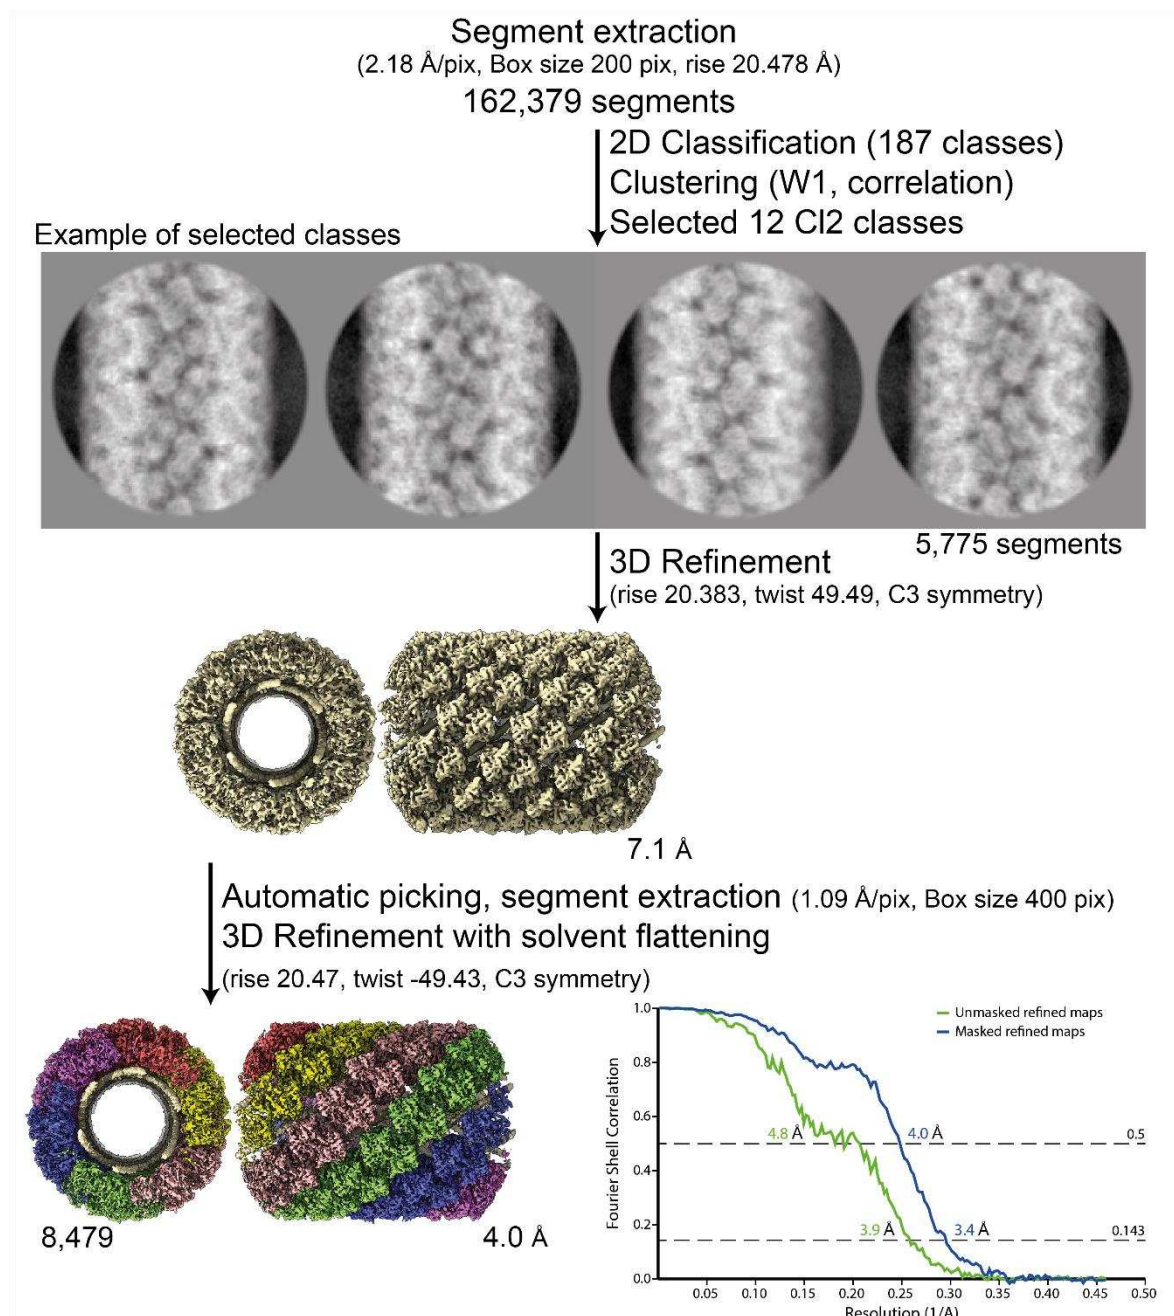 Segment extraction
(2.18 Å/pix, Box size 200 pix, rise 20.478 Å)
162,379 segments
2D Classification (187 classes)
Clustering (W1, correlation)
Selected 12 Cl2 classes
Example of selected classes
5,775 segments
3D Refinement
(rise 20.383, twist 49.49, C3 symmetry)
7.1 Å
Automatic picking, segment extraction (1.09 Å/pix, Box size 400 pix)
3D Refinement with solvent flattening
(rise 20.47, twist -49.43, C3 symmetry)
8,479
4.0 Å
Unmasked refined maps
Masked refined maps
Fourier Shell Correlation
1.0
0.8
0.6
0.4
0.2
0.0
4.8 Å
4.0 Å
0.5
3.9 Å
3.4 Å
0.143
0.05 0.10 0.15 0.20 0.25 0.30 0.35 0.40 0.45 0.50
Resolution (1/Å)